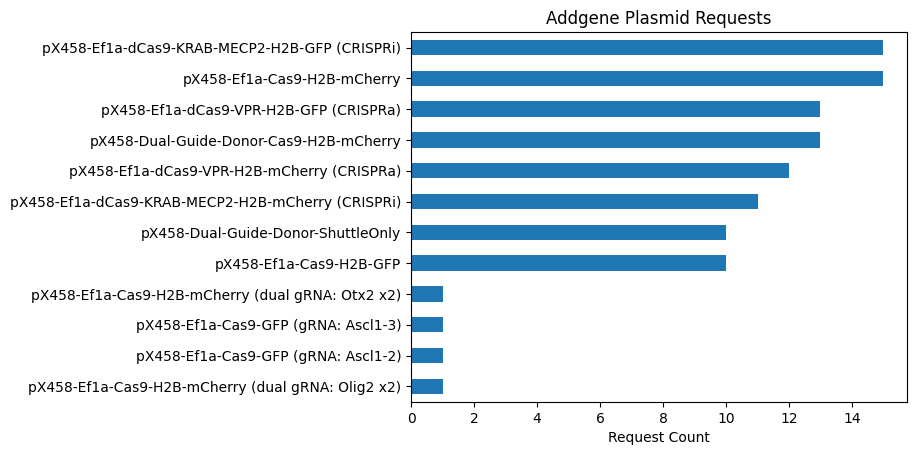 Addgene Plasmid Requests
pX458-Ef1a-dCas9-KRAB-MECP2-H2B-GFP (CRISPRi)
pX458-Ef1a-Cas9-H2B-mCherry
pX458-Ef1a-dCas9-VPR-H2B-GFP (CRISPRa)
pX458-Dual-Guide-Donor-Cas9-H2B-mCherry
pX458-Ef1a-dCas9-VPR-H2B-mCherry (CRISPRa)
pX458-Ef1a-dCas9-KRAB-MECP2-H2B-mCherry (CRISPRi)
pX458-Dual-Guide-Donor-ShuttleOnly
pX458-Ef1a-Cas9-H2B-GFP
pX458-Ef1a-Cas9-H2B-mCherry (dual gRNA: Otx2 x2)
pX458-Ef1a-Cas9-GFP (gRNA: Ascl1-3)
pX458-Ef1a-Cas9-GFP (gRNA: Ascl1-2)
pX458-Ef1a-Cas9-H2B-mCherry (dual gRNA: Olig2 x2)
0 2 4 6 8 10 12 14
Request Count